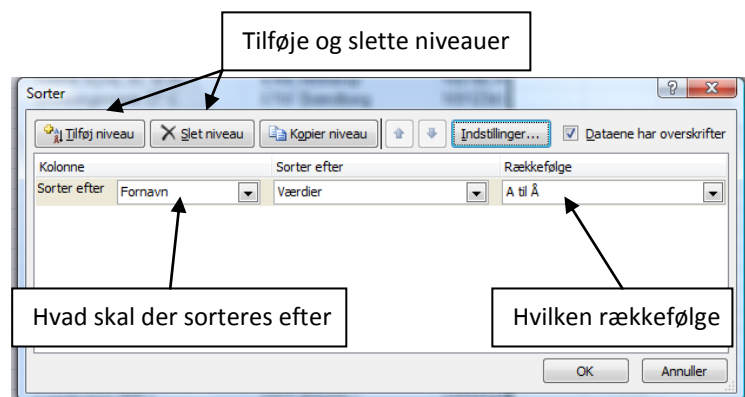 Tilføje og slette niveauer
Sorter
Tilføj niveau Slet niveau Kopier niveau Indstillinger... Dataene har overskrifter
Kolonne Sorter efter Rækkefølge
Sorter efter Fornavn Værdier A til Å
Hvad skal der sorteres efter Hvilken rækkefølge
OK Annuller